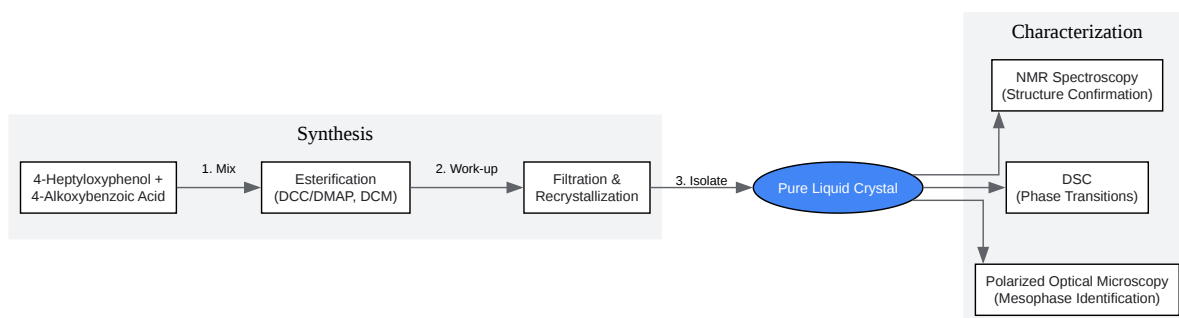 Synthesis
4-Heptyloxyphenol +
4-Alkoxybenzoic Acid
1. Mix
Esterification
(DCC/DMAP, DCM)
2. Work-up
Filtration &
Recrystallization
3. Isolate
Pure Liquid Crystal
Characterization
NMR Spectroscopy
(Structure Confirmation)
DSC
(Phase Transitions)
Polarized Optical Microscopy
(Mesophase Identification)